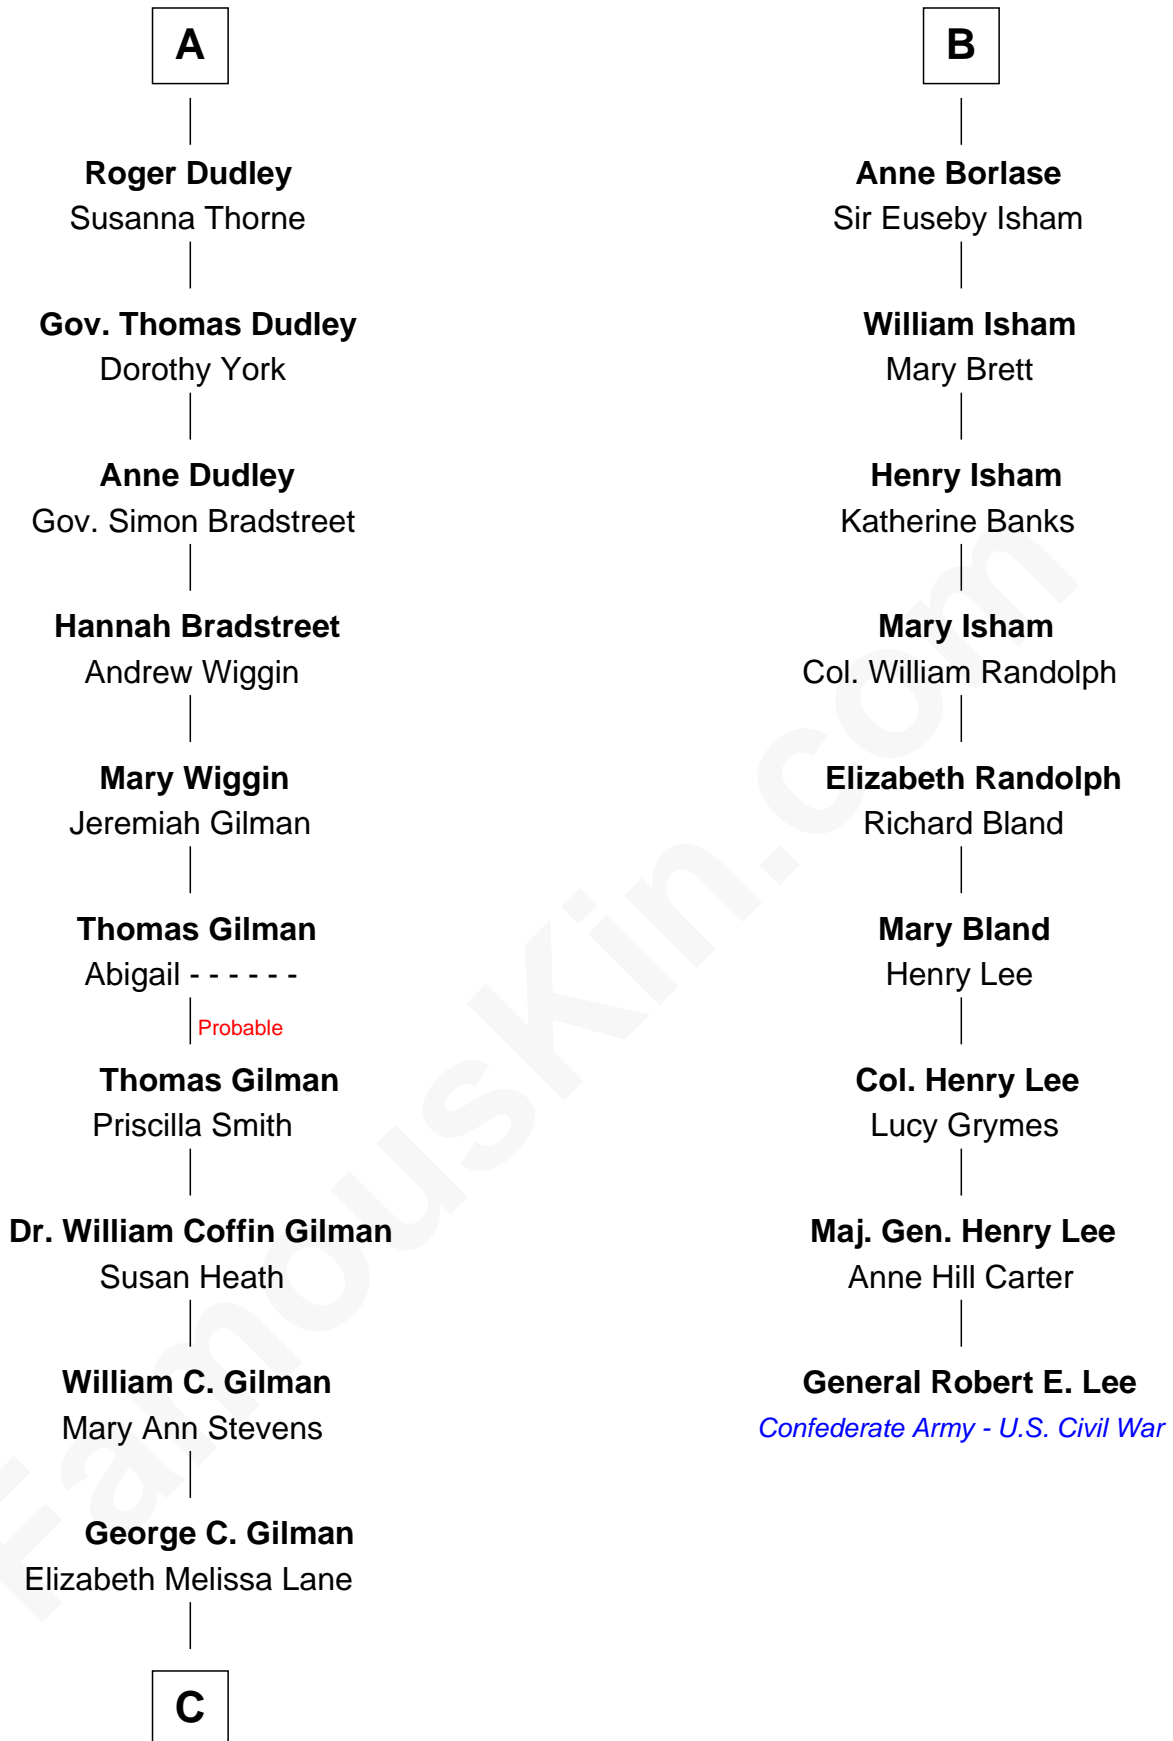 A
Roger Dudley
Susanna Thorne
Gov. Thomas Dudley
Dorothy York
Anne Dudley
Gov. Simon Bradstreet
Hannah Bradstreet
Andrew Wiggin
Mary Wiggin
Jeremiah Gilman
Thomas Gilman
Abigail - - - - - -
Probable
Thomas Gilman
Priscilla Smith
Dr. William Coffin Gilman
Susan Heath
William C. Gilman
Mary Ann Stevens
George C. Gilman
Elizabeth Melissa Lane
C
B
Anne Borlase
Sir Euseby Isham
William Isham
Mary Brett
Henry Isham
Katherine Banks
Mary Isham
Col. William Randolph
Elizabeth Randolph
Richard Bland
Mary Bland
Henry Lee
Col. Henry Lee
Lucy Grymes
Maj. Gen. Henry Lee
Anne Hill Carter
General Robert E. Lee
Confederate Army - U.S. Civil War
FamousKin.com